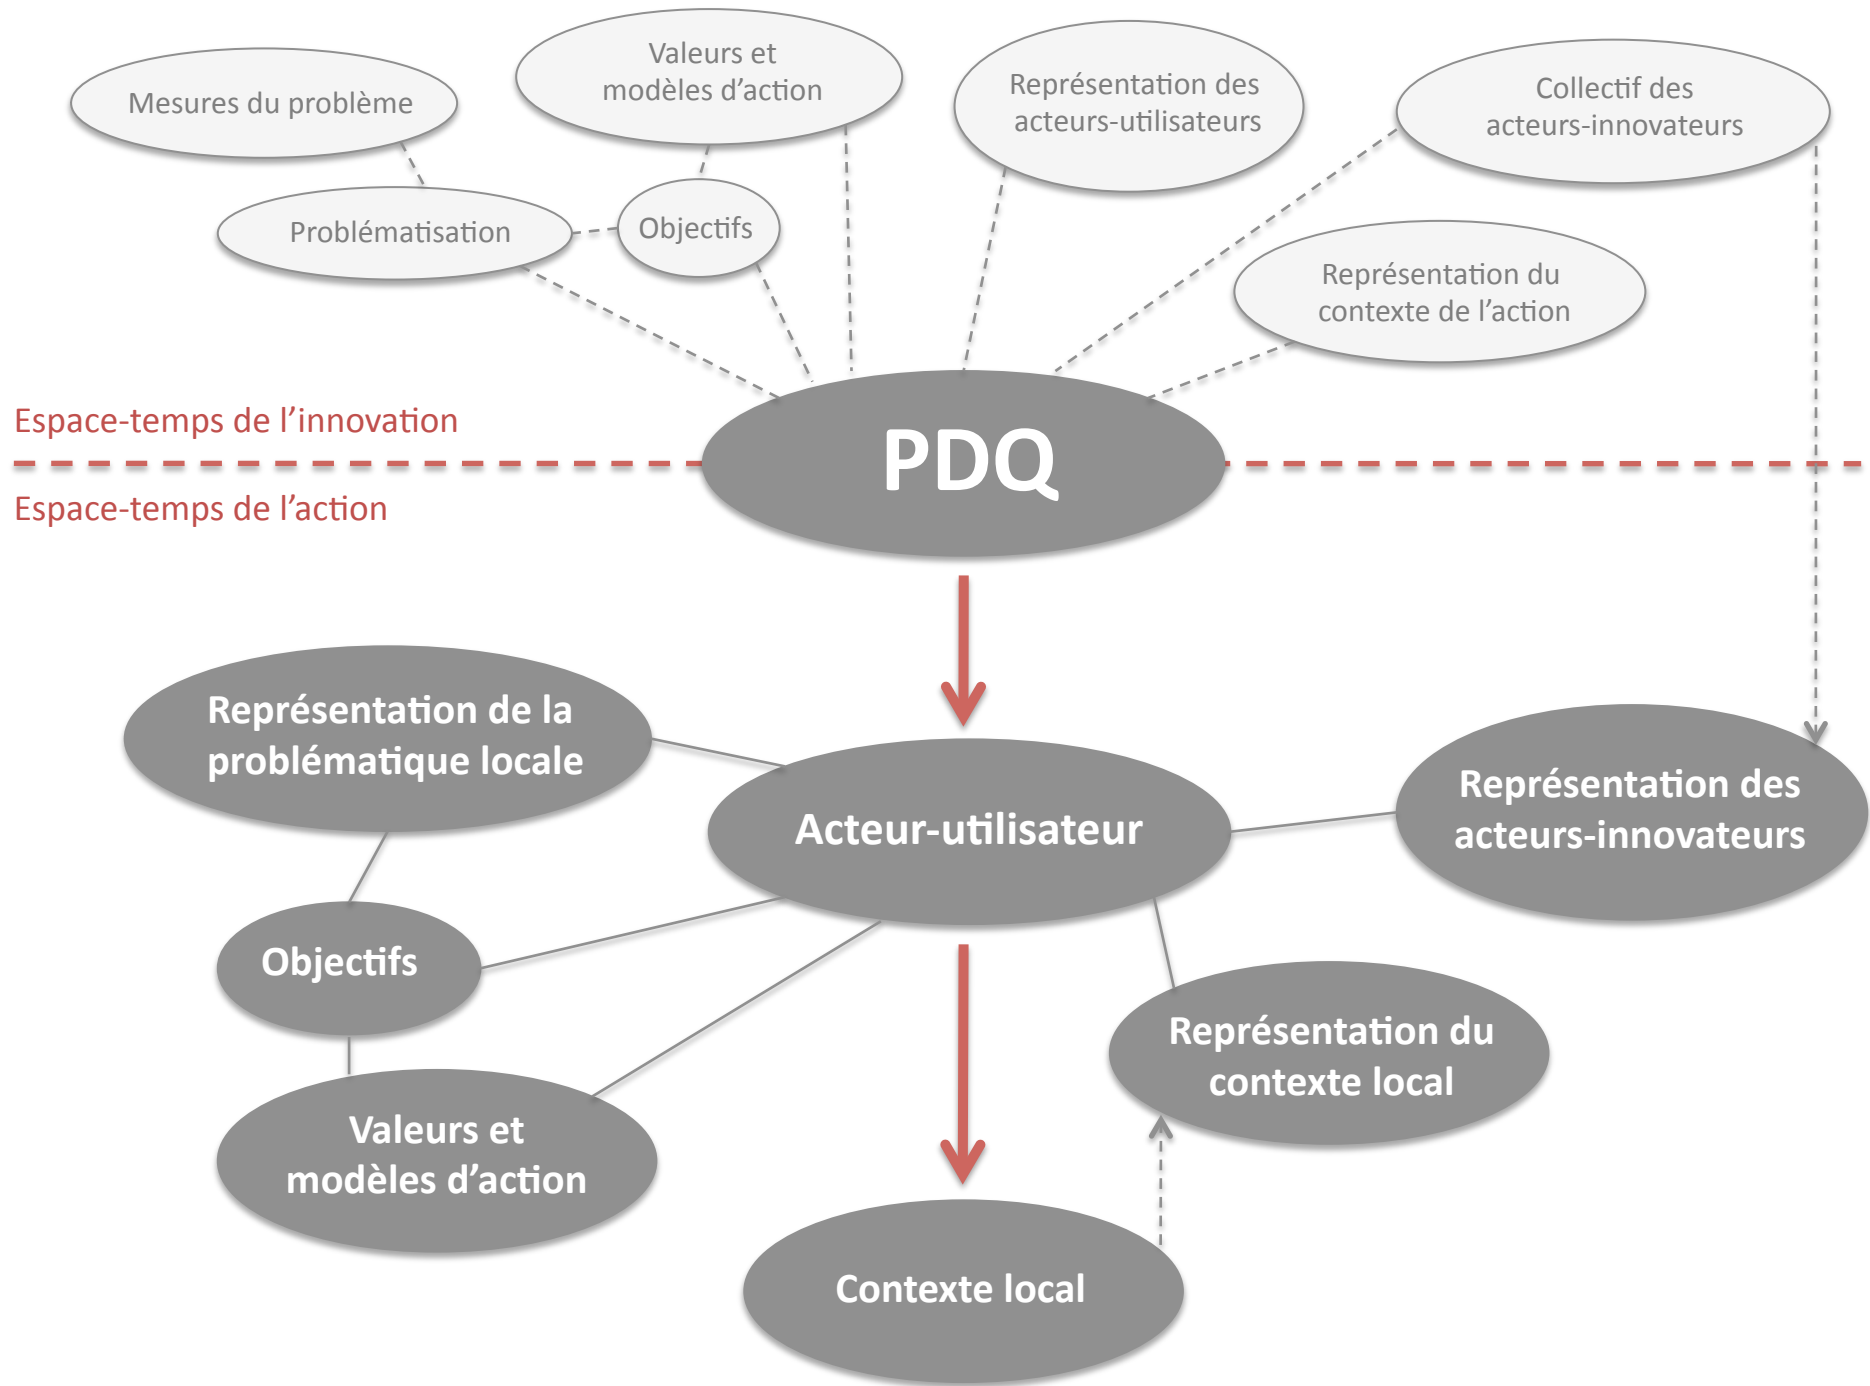 Mesures du problème
Valeurs et
modèles d’action
Représentation des
acteurs-utilisateurs
Collectif des
acteurs-innovateurs
Problématisation
Objectifs
Représentation du
contexte de l’action
Espace-temps de l’innovation
PDQ
Espace-temps de l’action
Représentation de la
problématique locale
Acteur-utilisateur
Représentation des
acteurs-innovateurs
Objectifs
Représentation du
contexte local
Valeurs et
modèles d’action
Contexte local